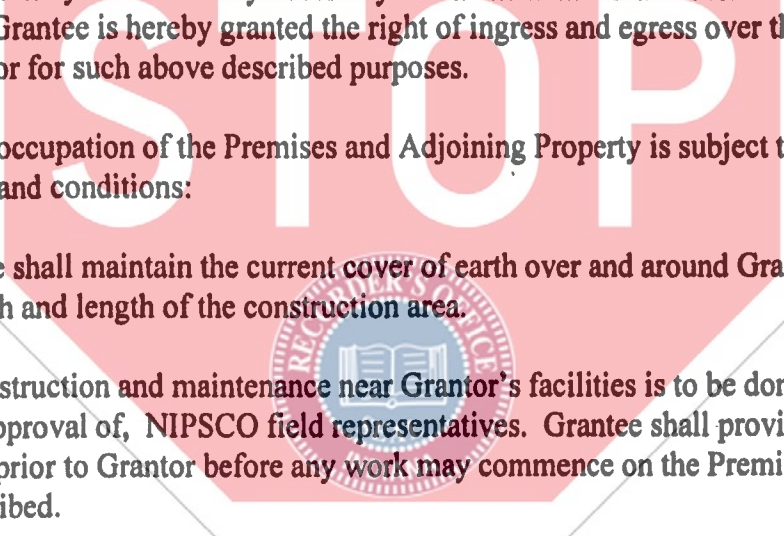 Grantee is hereby granted the right of ingress and egress over th
or for such above described purposes.
occupation of the Premises and Adjoining Property is subject t
and conditions:
e shall maintain the current cover of earth over and around Gra
h and length of the construction area.
struction and maintenance near Grantor's facilities is to be don
pproval of, NIPSCO field representatives. Grantee shall provi
prior to Grantor before any work may commence on the Premi
ibed.
STOP
RECORDER'S OFFICE